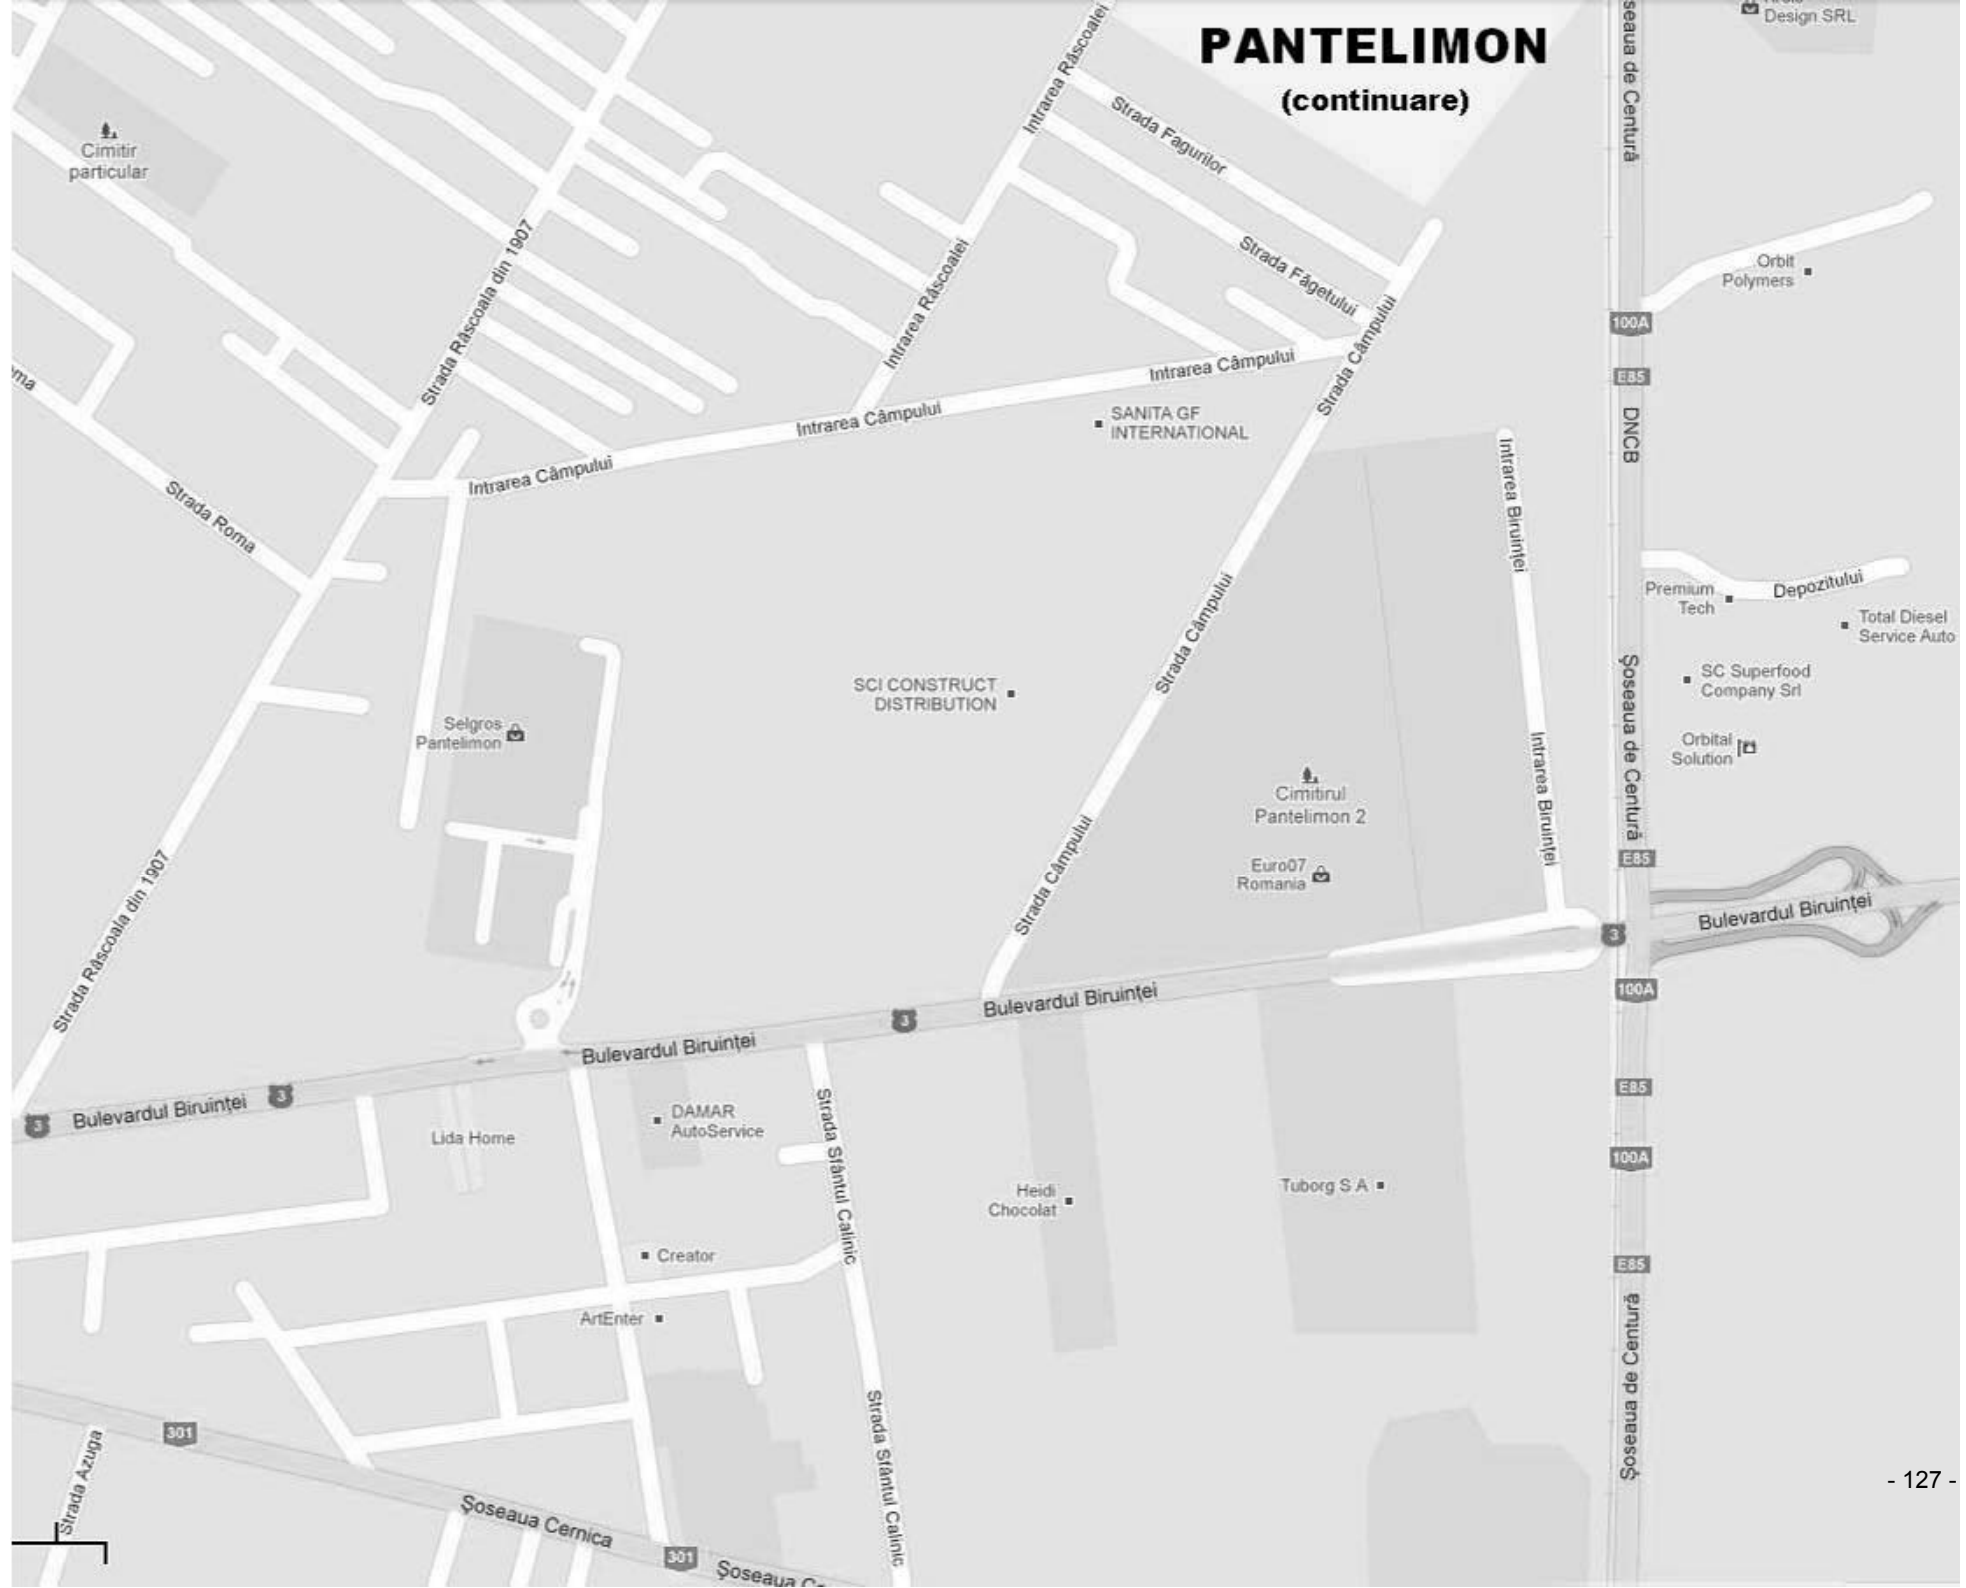 PANTELIMON
(continuare)
Design SRL
Cimitir
particular
Intrarea Răscoalei
Strada Fagurilor
Șoseaua de Centură
Strada Răscoala din 1907
Intrarea Răscoalei
Strada Făgetului
Orbit
Polymers
100A
Strada Câmpului
Intrarea Câmpului
E85
DNCB
Intrarea Câmpului
SANITA GF
INTERNATIONAL
Intrarea Câmpului
Strada Roma
Intrarea Biruinței
Strada Câmpului
Premium
Tech
Depozitului
Total Diesel
Service Auto
SCI CONSTRUCT
DISTRIBUTION
SC Superfood
Company Srl
Șoseaua de Centură
Selgros
Pantelimon
Orbital
Solution
Intrarea Biruinței
Cimitirul
Pantelimon 2
Euro07
Romania
E85
Strada Câmpului
Strada Răscoala din 1907
Bulevardul Biruinței
3
100A
Bulevardul Biruinței
3
Bulevardul Biruinței
E85
3
Bulevardul Biruinței
3
DAMAR
AutoService
Lida Home
Strada Sfântul Calinic
100A
Tuborg S A
Heidi
Chocolat
Creator
E85
ArtEnter
Șoseaua de Centură
301
Strada Azuga
Strada Sfântul Calinic
- 127 -
Șoseaua Cernica
301